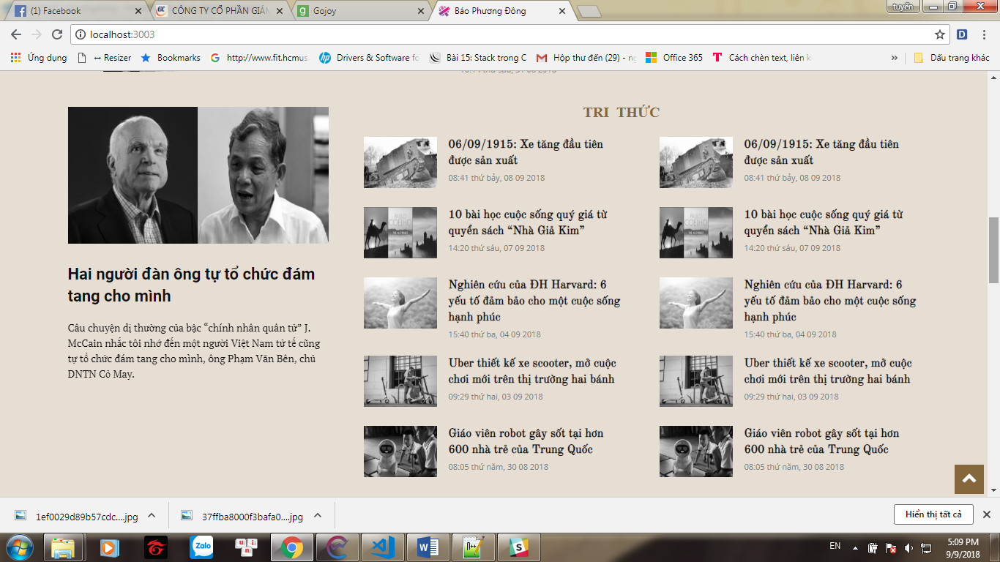 (1) Facebook
CÔNG TY CỔ PHẦN GIÁM
Gojoy
Báo Phương Đông
tuyển
localhost:3003
Ứng dụng
Resizer
Bookmarks
http://www.fit.hcmus
Drivers & Software fo
Bài 15: Stack trong C
Hộp thư đến (29) - n
Office 365
Cách chèn text, liên k
»
Dấu trang khác
TRI THỨC
Hai người đàn ông tự tổ chức đám
tang cho mình
Câu chuyện dị thường của bậc “chính nhân quân tử” J.
McCain nhắc tôi nhớ đến một người Việt Nam tử tế cũng
tự tổ chức đám tang cho mình, ông Phạm Văn Bên, chủ
DNTN Cỏ May.
06/09/1915: Xe tăng đầu tiên
được sản xuất
08:41 thứ bảy, 08 09 2018
10 bài học cuộc sống quý giá từ
quyển sách “Nhà Giả Kim”
14:20 thứ sáu, 07 09 2018
Nghiên cứu của ĐH Harvard: 6
yếu tố đảm bảo cho một cuộc sống
hạnh phúc
15:40 thứ ba, 04 09 2018
Uber thiết kế xe scooter, mở cuộc
chơi mới trên thị trường hai bánh
09:29 thứ hai, 03 09 2018
Giáo viên robot gây sốt tại hơn
600 nhà trẻ của Trung Quốc
08:05 thứ năm, 30 08 2018
06/09/1915: Xe tăng đầu tiên
được sản xuất
08:41 thứ bảy, 08 09 2018
10 bài học cuộc sống quý giá từ
quyển sách “Nhà Giả Kim”
14:20 thứ sáu, 07 09 2018
Nghiên cứu của ĐH Harvard: 6
yếu tố đảm bảo cho một cuộc sống
hạnh phúc
15:40 thứ ba, 04 09 2018
Uber thiết kế xe scooter, mở cuộc
chơi mới trên thị trường hai bánh
09:29 thứ hai, 03 09 2018
Giáo viên robot gây sốt tại hơn
600 nhà trẻ của Trung Quốc
08:05 thứ năm, 30 08 2018
1ef0029d89b57cdc....jpg
37ffba8000f3bafa0....jpg
Hiển thị tất cả
Zalo
EN
5:09 PM
9/9/2018